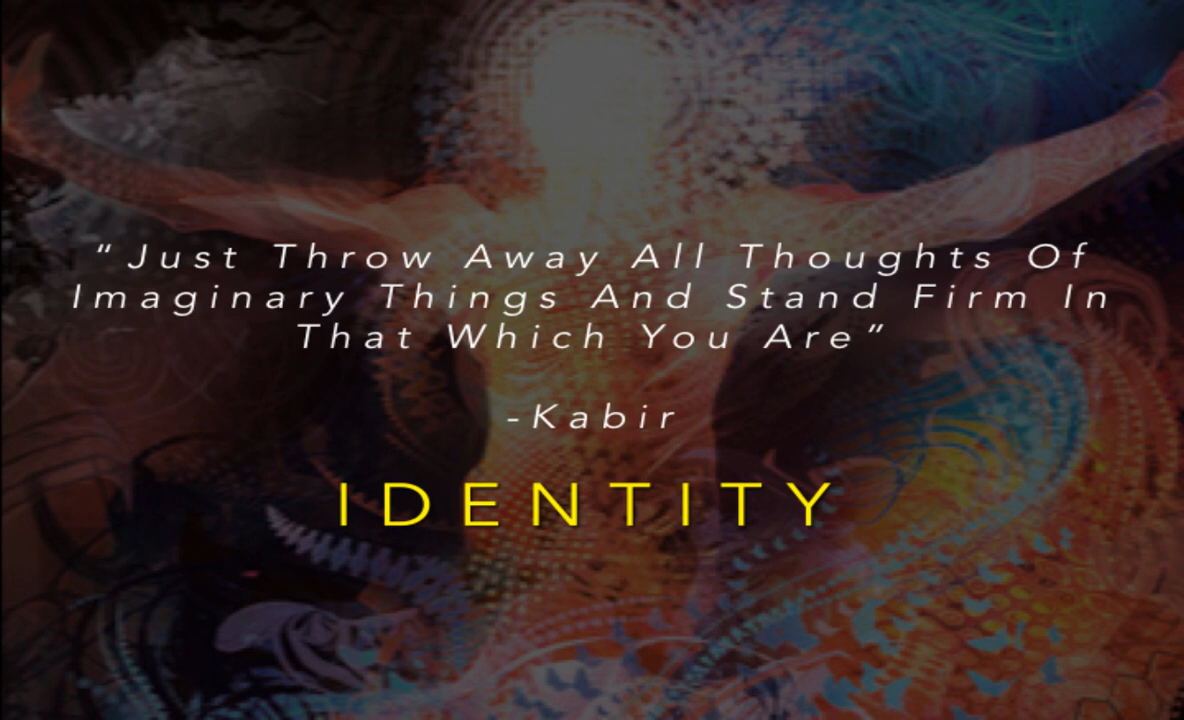 “Just Throw Away All Thoughts Of
Imaginary Things And Stand Firm In
That Which You Are”
-Kabir
IDENTITY